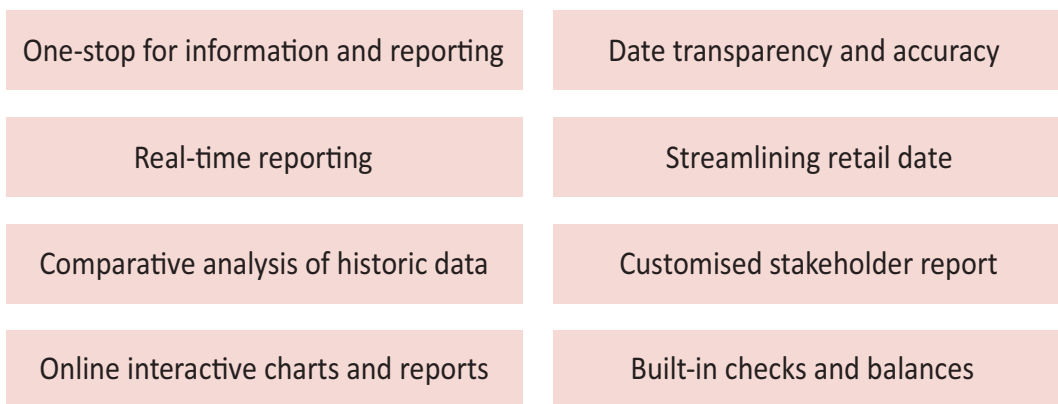 One-stop for information and reporting
Date transparency and accuracy
Real-time reporting
Streamlining retail date
Comparative analysis of historic data
Customised stakeholder report
Online interactive charts and reports
Built-in checks and balances